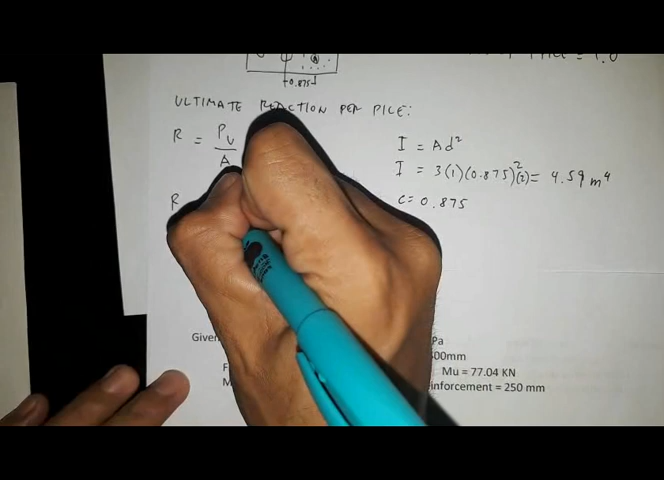 0.875
ULTIMATE REACTION PER PILE:
R = Pu
A
I = Ad²
I = 3(1)(0.875)²(2) = 4.59 m⁴
R
C = 0.875
Pa
00mm
Mu = 77.04 KN
inforcement = 250 mm